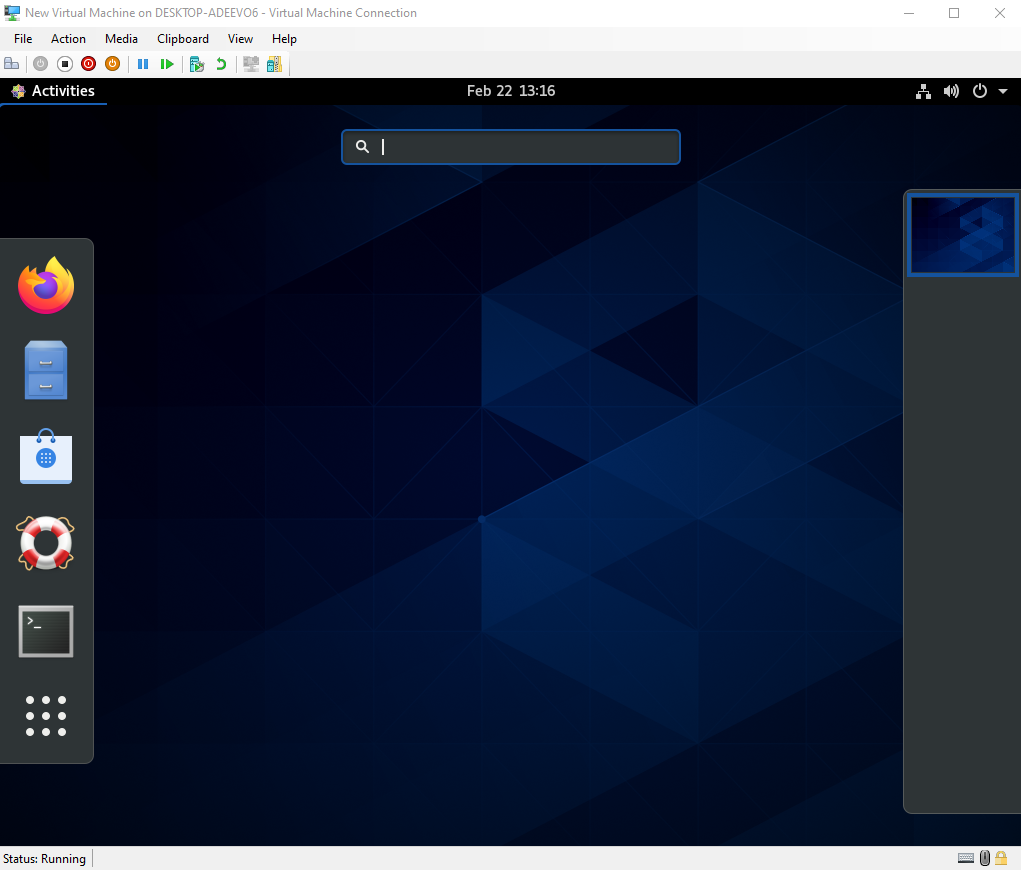 New Virtual Machine on DESKTOP-ADEEVO6 - Virtual Machine Connection
File Action Media Clipboard View Help
Activities Feb 22 13:16
>_
Status: Running